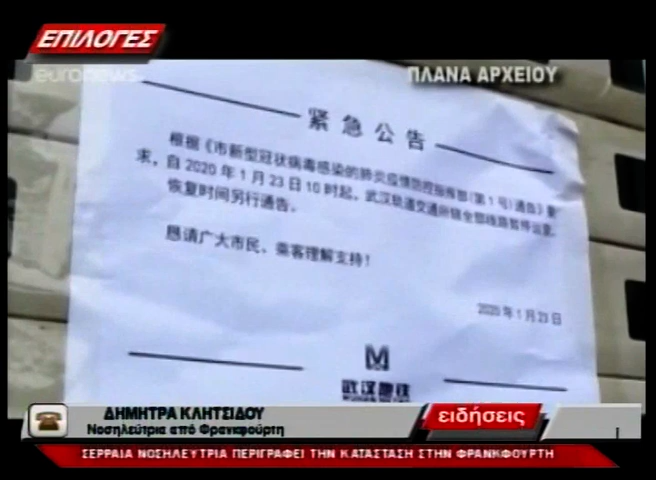 ΕΠΙΛΟΓΕΣ
euronews.
ΠΛΑΝΑ ΑΡΧΕΙΟΥ
紧急公告
根据《市新型冠状病毒感染的肺炎疫情防控指挥部(第1号)通告》要
求，自2020年1月23日10时起，武汉轨道交通所辖全部线路暂停运营，
恢复时间另行通告。
恳请广大市民、乘客理解支持！
2020年1月23日
武汉地铁
WUHAN METRO
ΔΗΜΗΤΡΑ ΚΛΗΤΣΙΔΟΥ
Νοσηλεύτρια από Φρανκφούρτη
ειδήσεις
ΣΕΡΡΑΙΑ ΝΟΣΗΛΕΥΤΡΙΑ ΠΕΡΙΓΡΑΦΕΙ ΤΗΝ ΚΑΤΑΣΤΑΣΗ ΣΤΗΝ ΦΡΑΝΚΦΟΥΡΤΗ